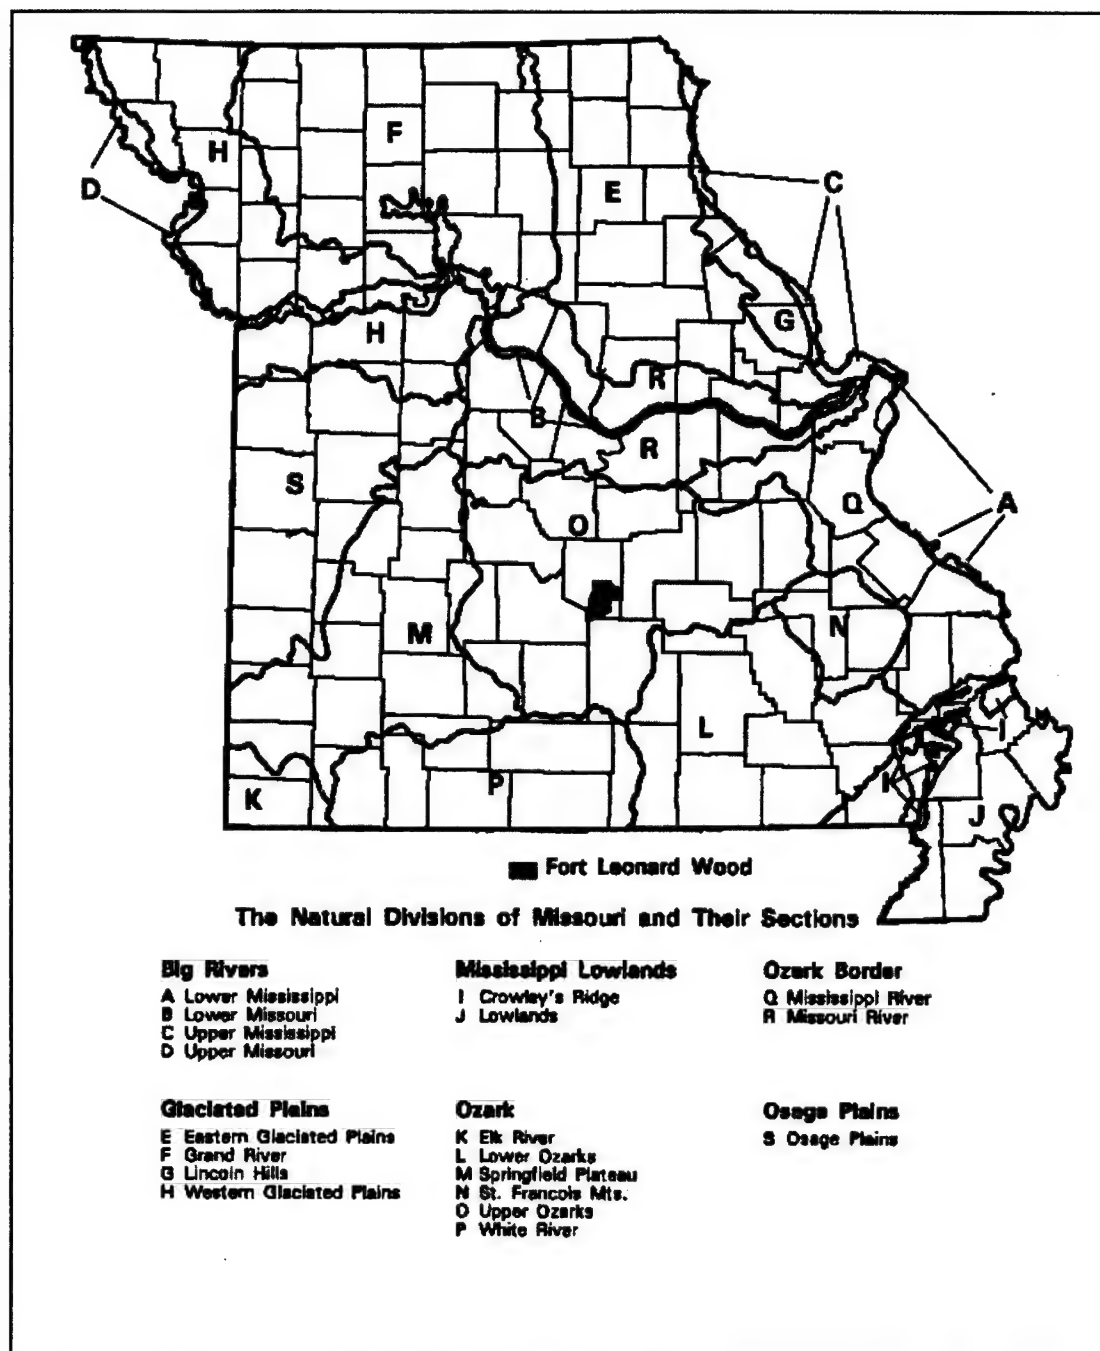 F
H
E
D
C
G
H
R
B
R
S
Q
O
A
M
N
L
I
K
P
I
J
Fort Leonard Wood
The Natural Divisions of Missouri and Their Sections
Big Rivers
A Lower Mississippi
B Lower Missouri
C Upper Mississippi
D Upper Missouri
Mississippi Lowlands
I Crowley's Ridge
J Lowlands
Ozark Border
Q Mississippi River
R Missouri River
Glaciated Plains
E Eastern Glaciated Plains
F Grand River
G Lincoln Hills
H Western Glaciated Plains
Ozark
K Elk River
L Lower Ozarks
M Springfield Plateau
N St. Francois Mts.
O Upper Ozarks
P White River
Osage Plains
S Osage Plains